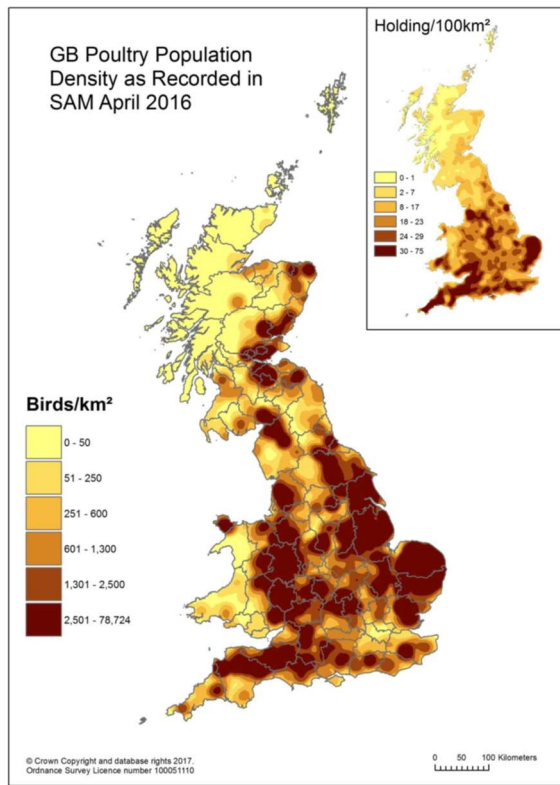 GB Poultry Population
Density as Recorded in
SAM April 2016
Holding/100km²
0 - 1
2 - 7
8 - 17
18 - 23
24 - 29
30 - 75
Birds/km²
0 - 50
51 - 250
251 - 600
601 - 1,300
1,301 - 2,500
2,501 - 78,724
© Crown Copyright and database rights 2017.
Ordnance Survey Licence number 100051110
0 50 100 Kilometers